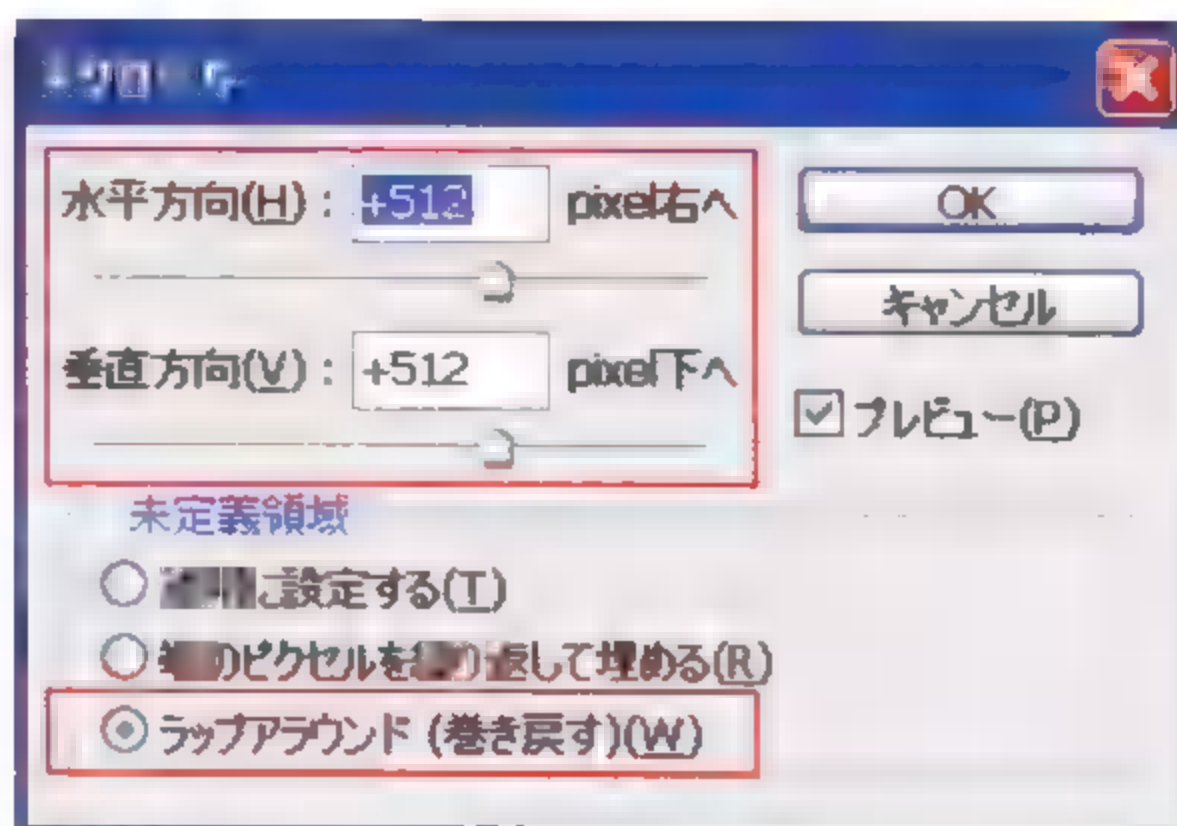 水平方向(H): +512 pixel右へ
OK
キャンセル
垂直方向(V): +512 pixel下へ
プレビュー(P)
未定義領域
設定する(T)
のピクセルを 返して埋める(R)
ラップアラウンド (巻き戻す)(W)